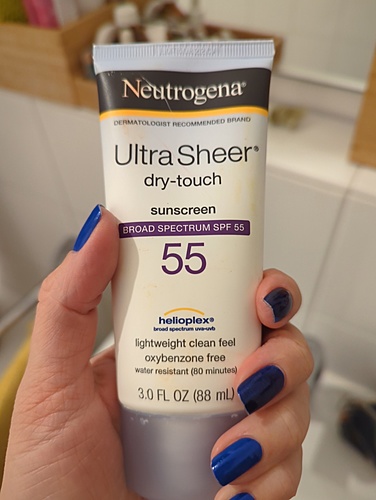 Neutrogena®
DERMATOLOGIST RECOMMENDED BRAND
Ultra Sheer®
dry-touch
sunscreen
BROAD SPECTRUM SPF 55
55
helioplex®
broad spectrum uva-uvb
lightweight clean feel
oxybenzone free
water resistant (80 minutes)
3.0 FL OZ (88 mL)